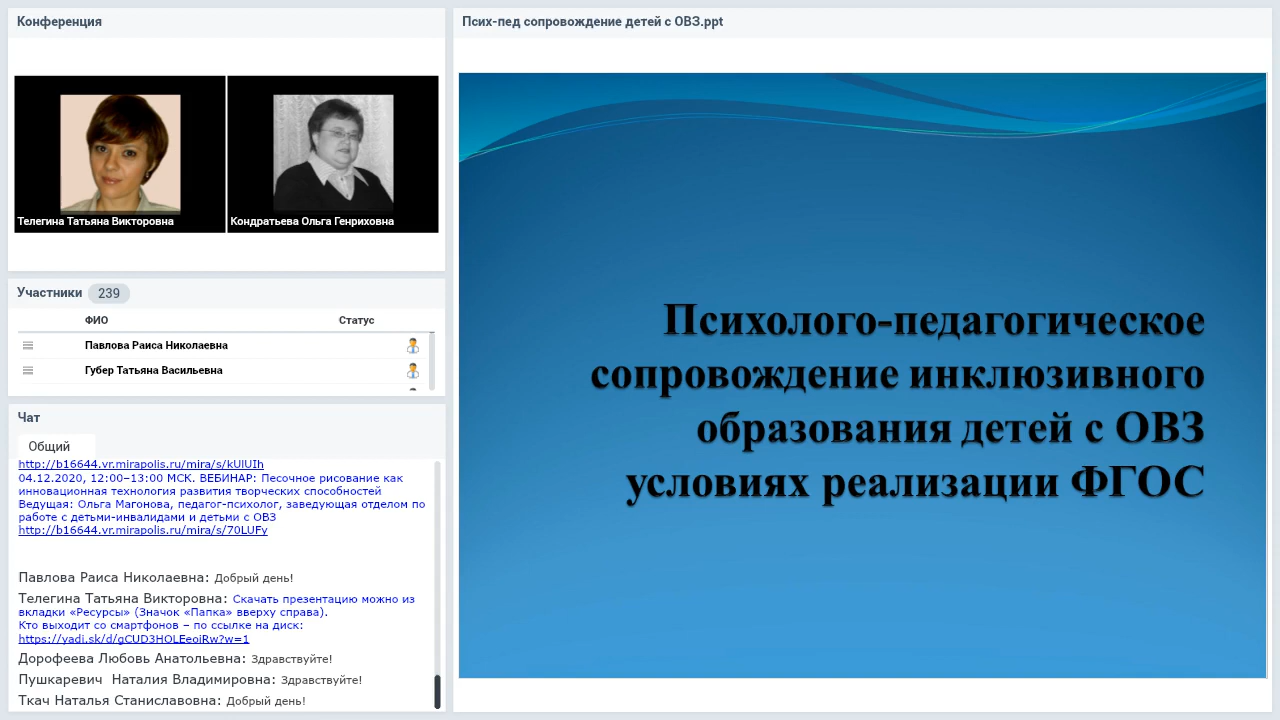 Конференция
Телегина Татьяна Викторовна
Кондратьева Ольга Генриховна
Участники 239
ФИО Статус
Павлова Раиса Николаевна
Губер Татьяна Васильевна
Чат
Общий
http://b16644.vr.mirapolis.ru/mira/s/kUlUIh
04.12.2020, 12:00–13:00 МСК. ВЕБИНАР: Песочное рисование как
инновационная технология развития творческих способностей
Ведущая: Ольга Магонова, педагог-психолог, заведующая отделом по
работе с детьми-инвалидами и детьми с ОВЗ
http://b16644.vr.mirapolis.ru/mira/s/70LUFy
Павлова Раиса Николаевна: Добрый день!
Телегина Татьяна Викторовна: Скачать презентацию можно из
вкладки «Ресурсы» (Значок «Папка» вверху справа).
Кто выходит со смартфонов – по ссылке на диск:
https://yadi.sk/d/gCUD3HOLEeoiRw?w=1
Дорофеева Любовь Анатольевна: Здравствуйте!
Пушкаревич Наталия Владимировна: Здравствуйте!
Ткач Наталья Станиславовна: Добрый день!
Псих-пед сопровождение детей с ОВЗ.ppt
Психолого-педагогическое
сопровождение инклюзивного
образования детей с ОВЗ
условиях реализации ФГОС